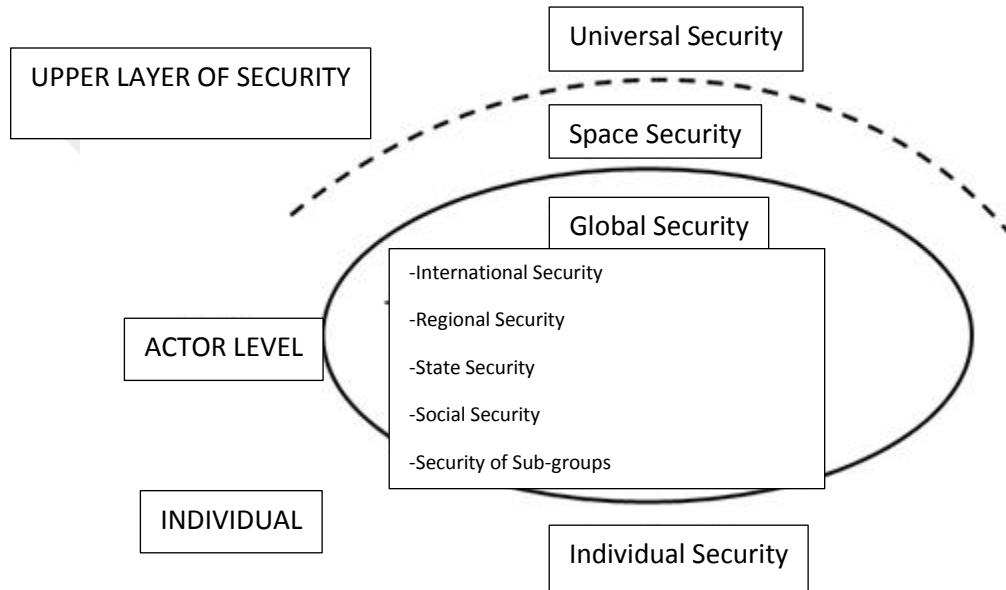 Universal Security
UPPER LAYER OF SECURITY
Space Security
Global Security
-International Security
-Regional Security
ACTOR LEVEL
-State Security
-Social Security
-Security of Sub-groups
INDIVIDUAL
Individual Security